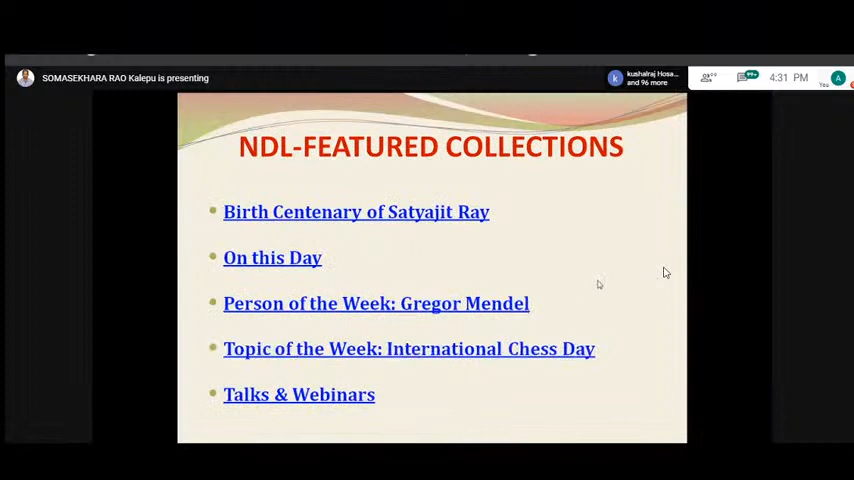 SOMASEKHARA RAO Kalepu is presenting
k
kushalraj Hosa...
and 96 more
99+
4:31 PM
A
You
NDL-FEATURED COLLECTIONS
Birth Centenary of Satyajit Ray
On this Day
Person of the Week: Gregor Mendel
Topic of the Week: International Chess Day
Talks & Webinars